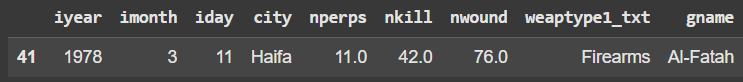 iyear imonth iday city nperps nkill nwound weaptype1_txt gname
41 1978 3 11 Haifa 11.0 42.0 76.0 Firearms Al-Fatah